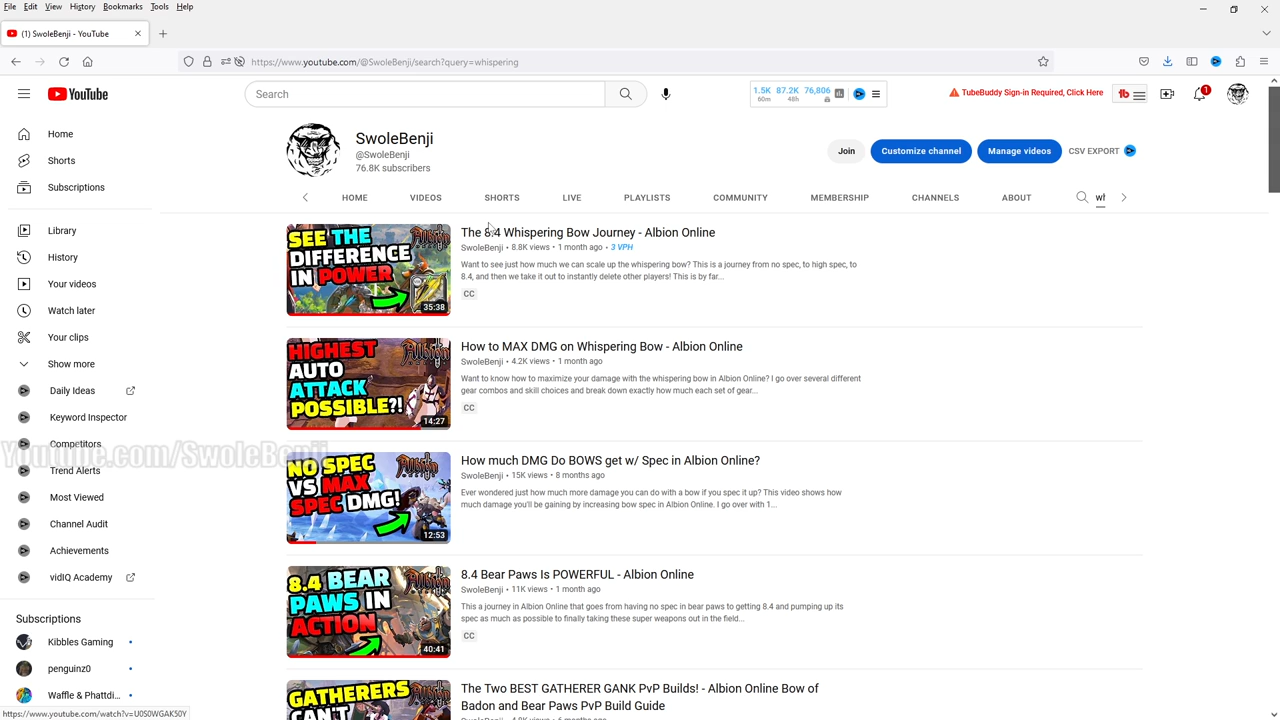 File Edit View History Bookmarks Tools Help
(1) SwoleBenji - YouTube
https://www.youtube.com/@SwoleBenji/search?query=whispering
YouTube
Search
1.5K 87.2K 76,806
60m 48h
TubeBuddy Sign-in Required, Click Here
tb
1
Home
Shorts
Subscriptions
Library
History
Your videos
Watch later
Your clips
Show more
Daily Ideas
Keyword Inspector
Competitors
Trend Alerts
Most Viewed
Channel Audit
Achievements
vidIQ Academy
Subscriptions
Kibbles Gaming
penguinz0
Waffle & Phattdi...
https://www.youtube.com/watch?v=U0S0WGAK50Y
Youtube.com/SwoleBenji
SwoleBenji
@SwoleBenji
76.8K subscribers
Join
Customize channel
Manage videos
CSV EXPORT
HOME VIDEOS SHORTS LIVE PLAYLISTS COMMUNITY MEMBERSHIP CHANNELS ABOUT
SEE THE
DIFFERENCE
IN POWER
Albion
35:38
The 8.4 Whispering Bow Journey - Albion Online
SwoleBenji • 8.8K views • 1 month ago • 3 VPH
Want to see just how much we can scale up the whispering bow? This is a journey from no spec, to high spec, to
8.4, and then we take it out to instantly delete other players! This is by far...
CC
HIGHEST
AUTO
ATTACK
POSSIBLE?!
Albion
14:27
How to MAX DMG on Whispering Bow - Albion Online
SwoleBenji • 4.2K views • 1 month ago
Want to know how to maximize your damage with the whispering bow in Albion Online? I go over several different
gear combos and skill choices and break down exactly how much each set of gear...
CC
NO SPEC
VS MAX
SPEC DMG!
Albion
12:53
How much DMG Do BOWS get w/ Spec in Albion Online?
SwoleBenji • 15K views • 8 months ago
Ever wondered just how much more damage you can do with a bow if you spec it up? This video shows how
much damage you'll be gaining by increasing bow spec in Albion Online. I go over with 1...
8.4 BEAR
PAWS IN
ACTION
Albion
40:41
8.4 Bear Paws Is POWERFUL - Albion Online
SwoleBenji • 11K views • 1 month ago
This a journey in Albion Online that goes from having no spec in bear paws to getting 8.4 and pumping up its
spec as much as possible to finally taking these super weapons out in the field...
CC
GATHERERS
CAN'T
The Two BEST GATHERER GANK PvP Builds! - Albion Online Bow of
Badon and Bear Paws PvP Build Guide